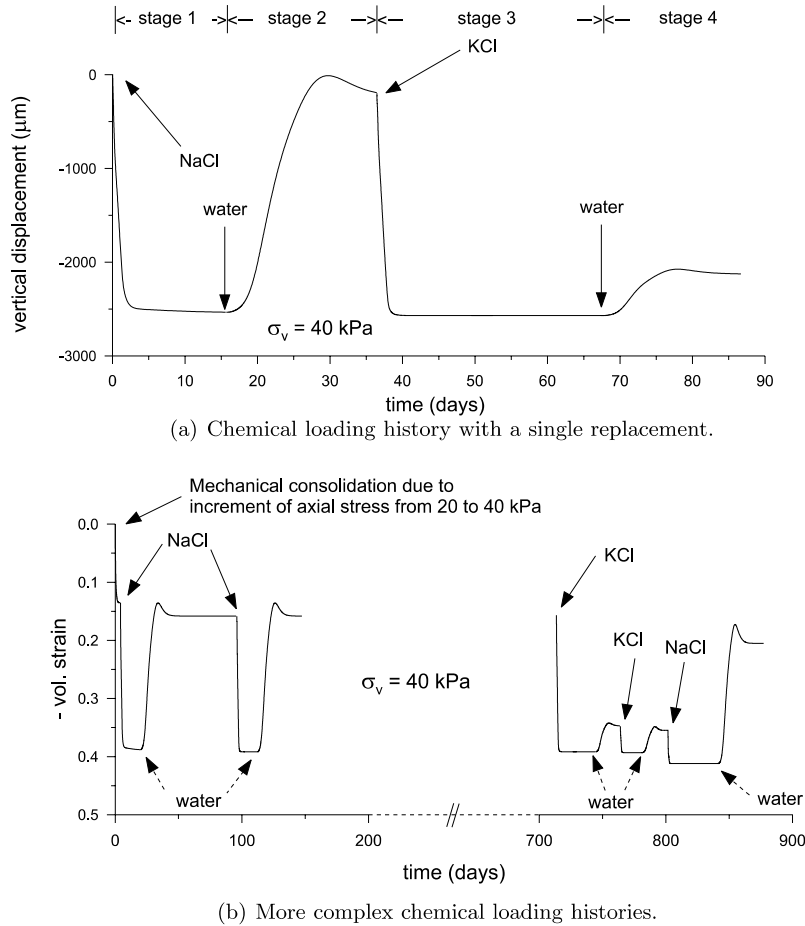 stage 1 stage 2 stage 3 stage 4
KCl
0
-1000
-2000
-3000
vertical displacement (μm)
NaCl
water
water
σv = 40 kPa
0 10 20 30 40 50 60 70 80 90
time (days)
(a) Chemical loading history with a single replacement.
Mechanical consolidation due to
increment of axial stress from 20 to 40 kPa
0.0
0.1
0.2
0.3
0.4
0.5
- vol. strain
NaCl
KCl
KCl
NaCl
σv = 40 kPa
water
water
water
0 100 200 700 800 900
time (days)
(b) More complex chemical loading histories.